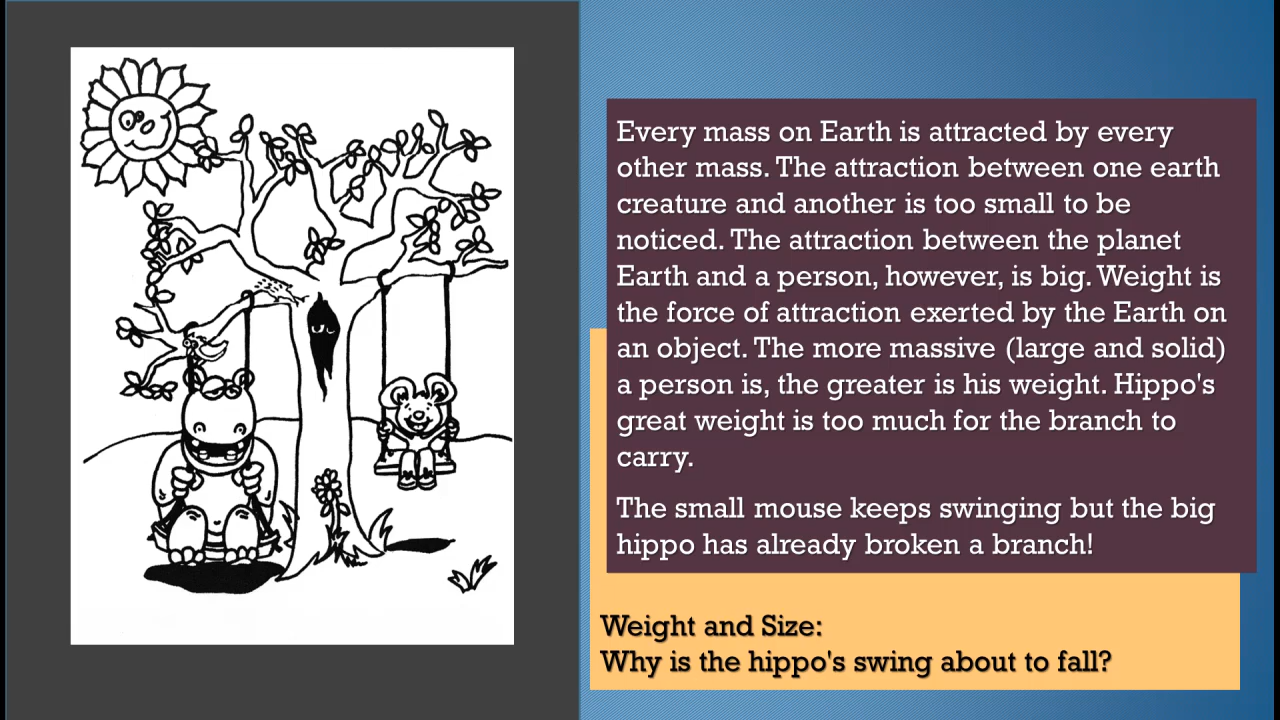 Every mass on Earth is attracted by every
other mass. The attraction between one earth
creature and another is too small to be
noticed. The attraction between the planet
Earth and a person, however, is big. Weight is
the force of attraction exerted by the Earth on
an object. The more massive (large and solid)
a person is, the greater is his weight. Hippo's
great weight is too much for the branch to
carry.
The small mouse keeps swinging but the big
hippo has already broken a branch!
Weight and Size:
Why is the hippo's swing about to fall?